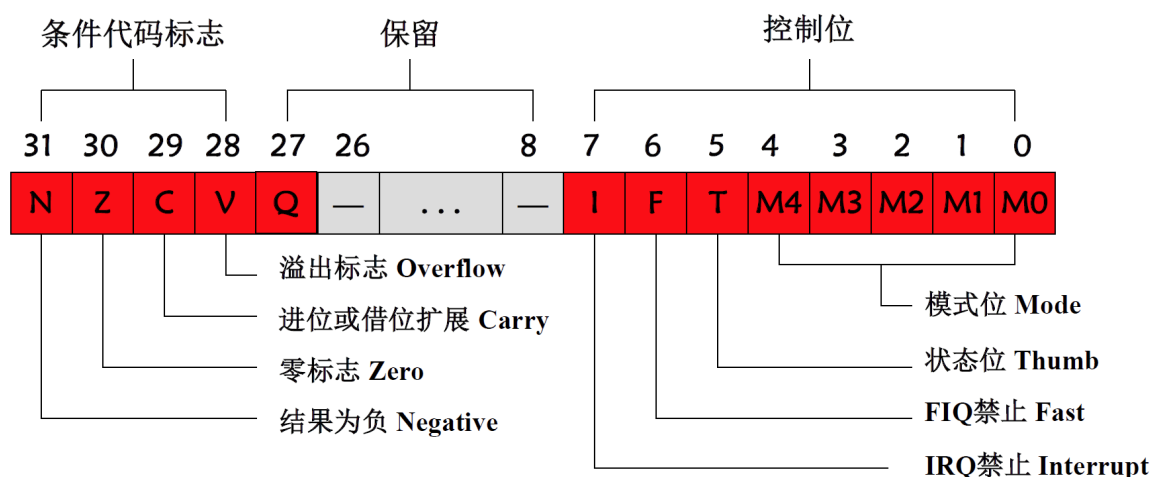 条件代码标志 保留 控制位
31 30 29 28 27 26 8 7 6 5 4 3 2 1 0
N Z C V Q — ... — I F T M4 M3 M2 M1 M0
溢出标志 Overflow
进位或借位扩展 Carry
零标志 Zero
结果为负 Negative
模式位 Mode
状态位 Thumb
FIQ禁止 Fast
IRQ禁止 Interrupt